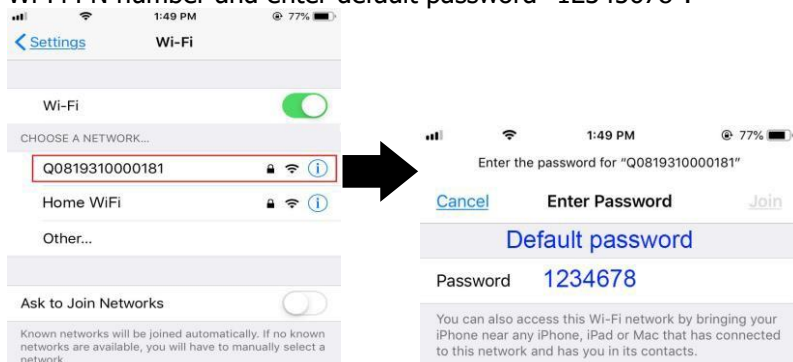 number and enter default password "12345678".
1:49 PM 77%
Settings Wi-Fi
Wi-Fi
CHOOSE A NETWORK...
Q0819310000181
Home WiFi
Other...
Ask to Join Networks
Known networks will be joined automatically. If no known
networks are available, you will have to manually select a
network.
1:49 PM 77%
Enter the password for "Q0819310000181"
Cancel Enter Password Join
Default password
Password 1234678
You can also access this Wi-Fi network by bringing your
iPhone near any iPhone, iPad or Mac that has connected
to this network and has you in its contacts.